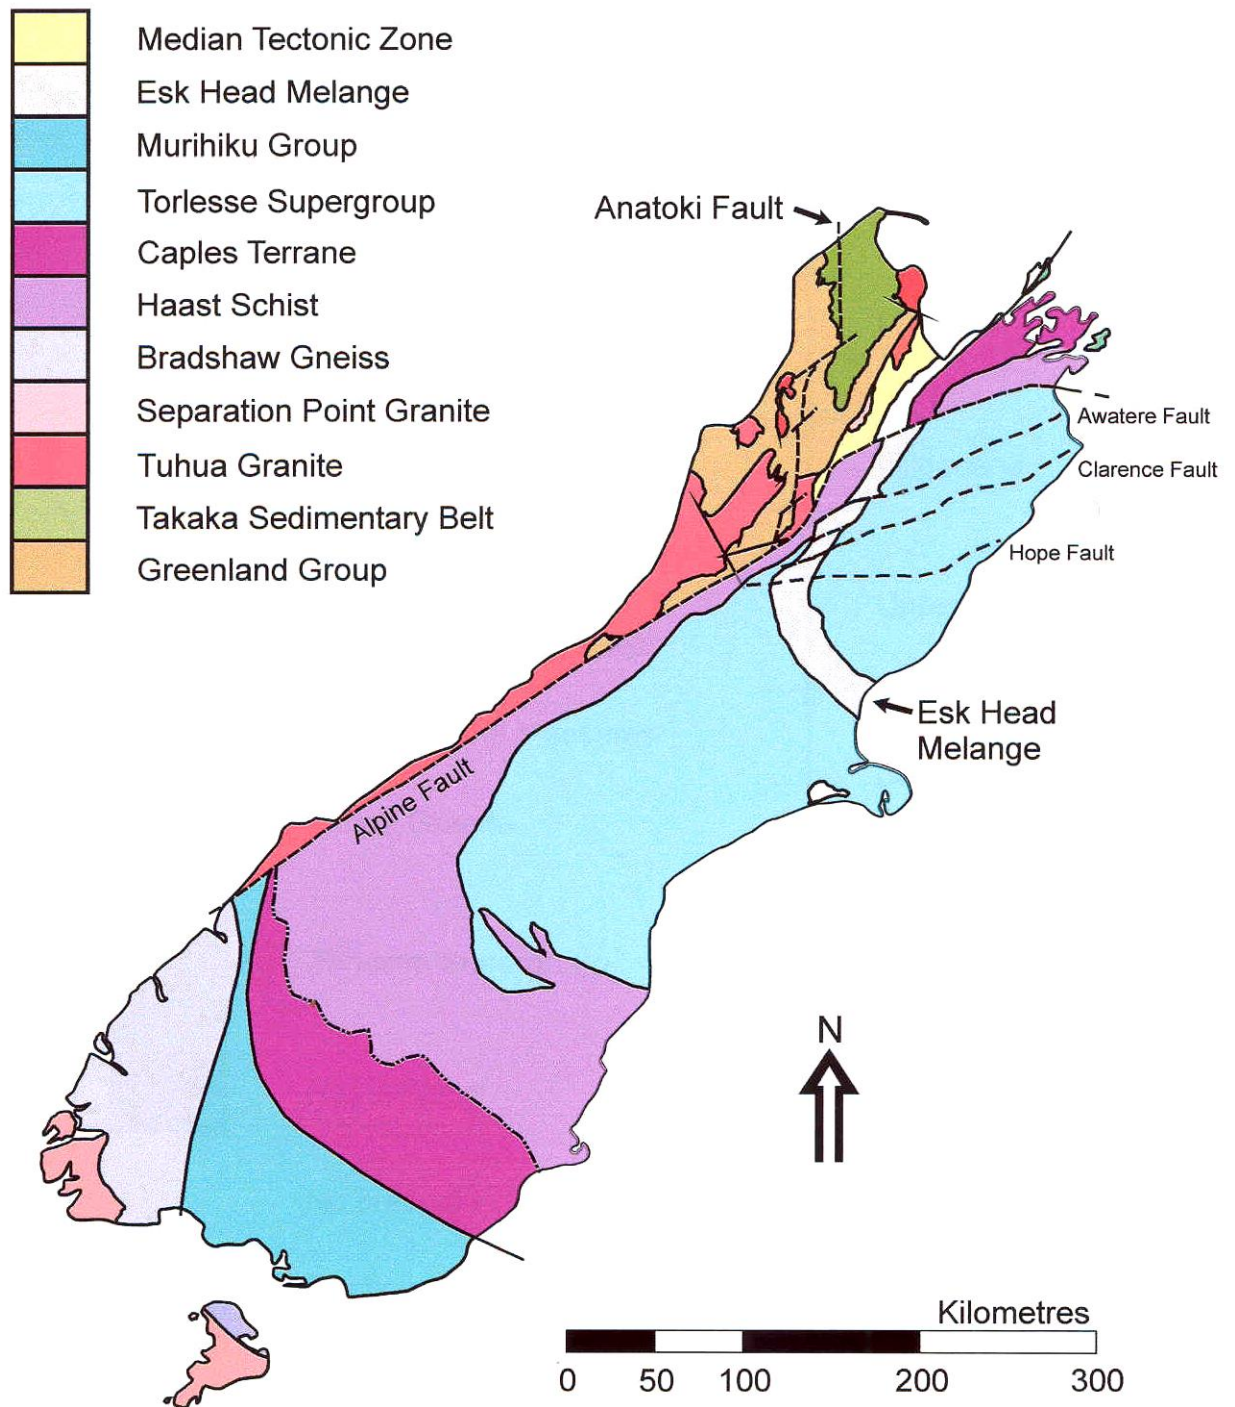 Median Tectonic Zone
Esk Head Melange
Murihiku Group
Torlesse Supergroup
Caples Terrane
Haast Schist
Bradshaw Gneiss
Separation Point Granite
Tuhua Granite
Takaka Sedimentary Belt
Greenland Group
Anatoki Fault
Awatere Fault
Clarence Fault
Hope Fault
Esk Head
Melange
Alpine Fault
N
Kilometres
0 50 100 200 300